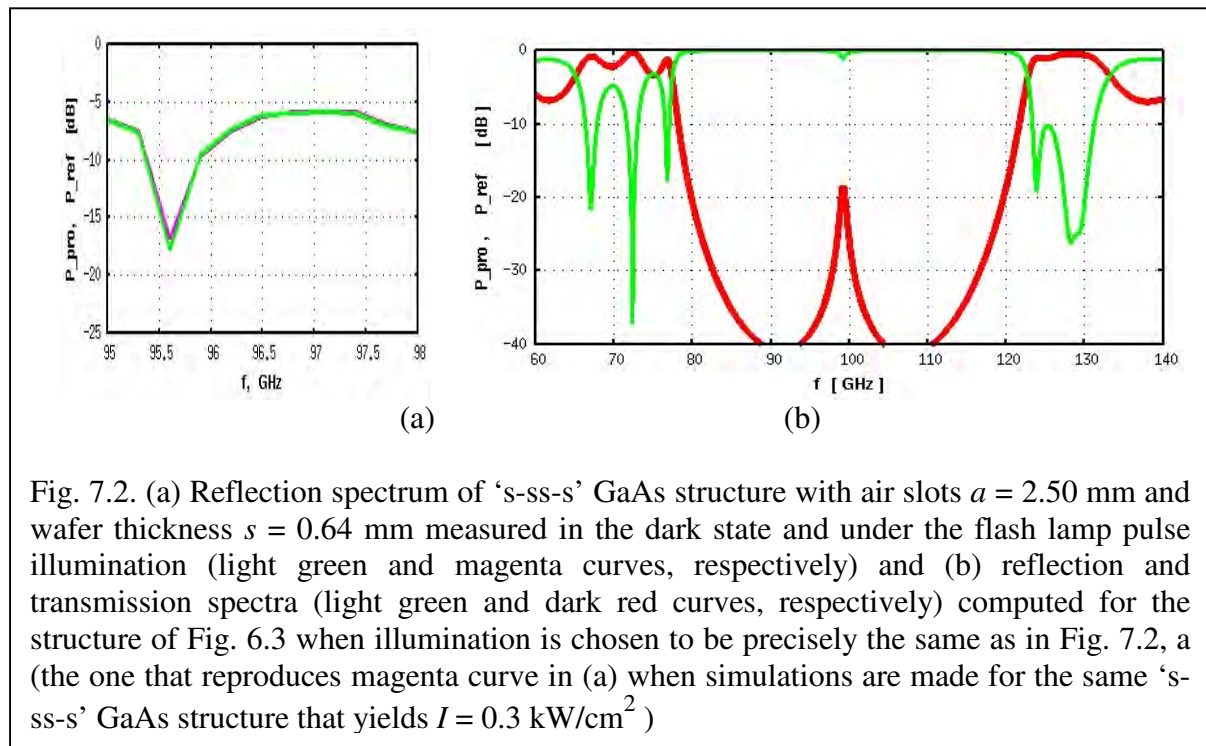 0
−5
−10
−15
−20
−25
P_pro, P_ref [dB]
95 95,5 96 96,5 97 97,5 98
f, GHz
(a)
0
−10
−20
−30
−40
P_pro , P_ref [dB]
60 70 80 90 100 110 120 130 140
f [ GHz ]
(b)
Fig. 7.2. (a) Reflection spectrum of ‘s-ss-s’ GaAs structure with air slots a = 2.50 mm and
wafer thickness s = 0.64 mm measured in the dark state and under the flash lamp pulse
illumination (light green and magenta curves, respectively) and (b) reflection and
transmission spectra (light green and dark red curves, respectively) computed for the
structure of Fig. 6.3 when illumination is chosen to be precisely the same as in Fig. 7.2, a
(the one that reproduces magenta curve in (a) when simulations are made for the same ‘s-
ss-s’ GaAs structure that yields I = 0.3 kW/cm² )